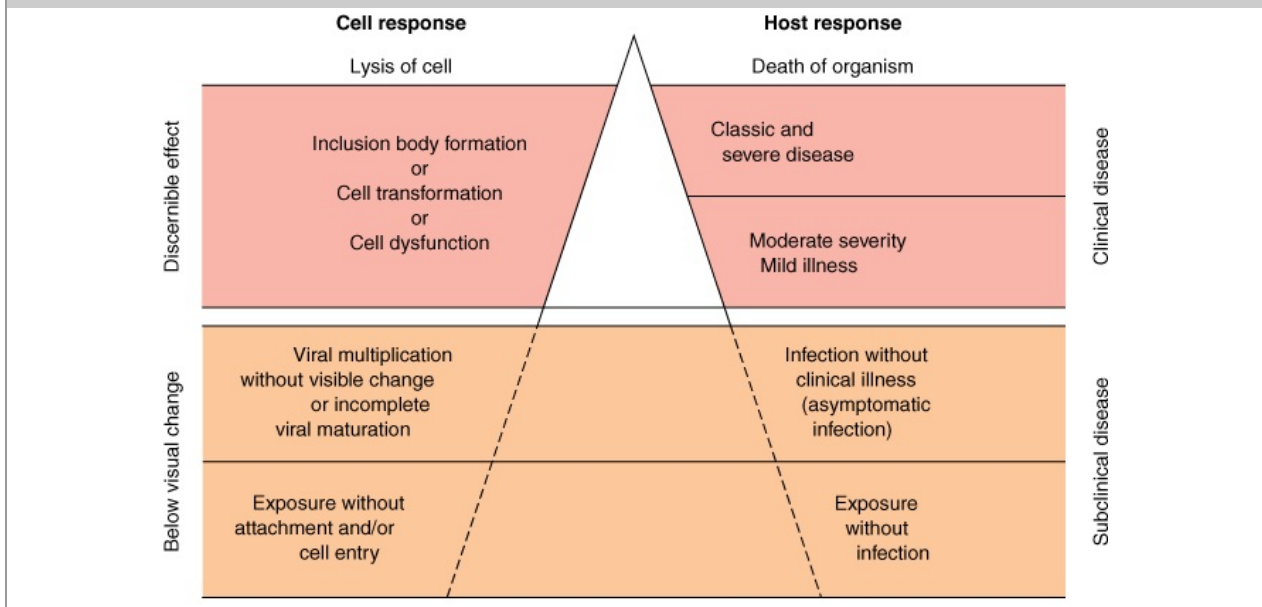 Cell response
Host response
Lysis of cell
Death of organism
Discernible effect
Inclusion body formation
or
Cell transformation
or
Cell dysfunction
Classic and
severe disease
Moderate severity
Mild illness
Clinical disease
Below visual change
Viral multiplication
without visible change
or incomplete
viral maturation
Infection without
clinical illness
(asymptomatic
infection)
Exposure without
attachment and/or
cell entry
Exposure
without
infection
Subclinical disease